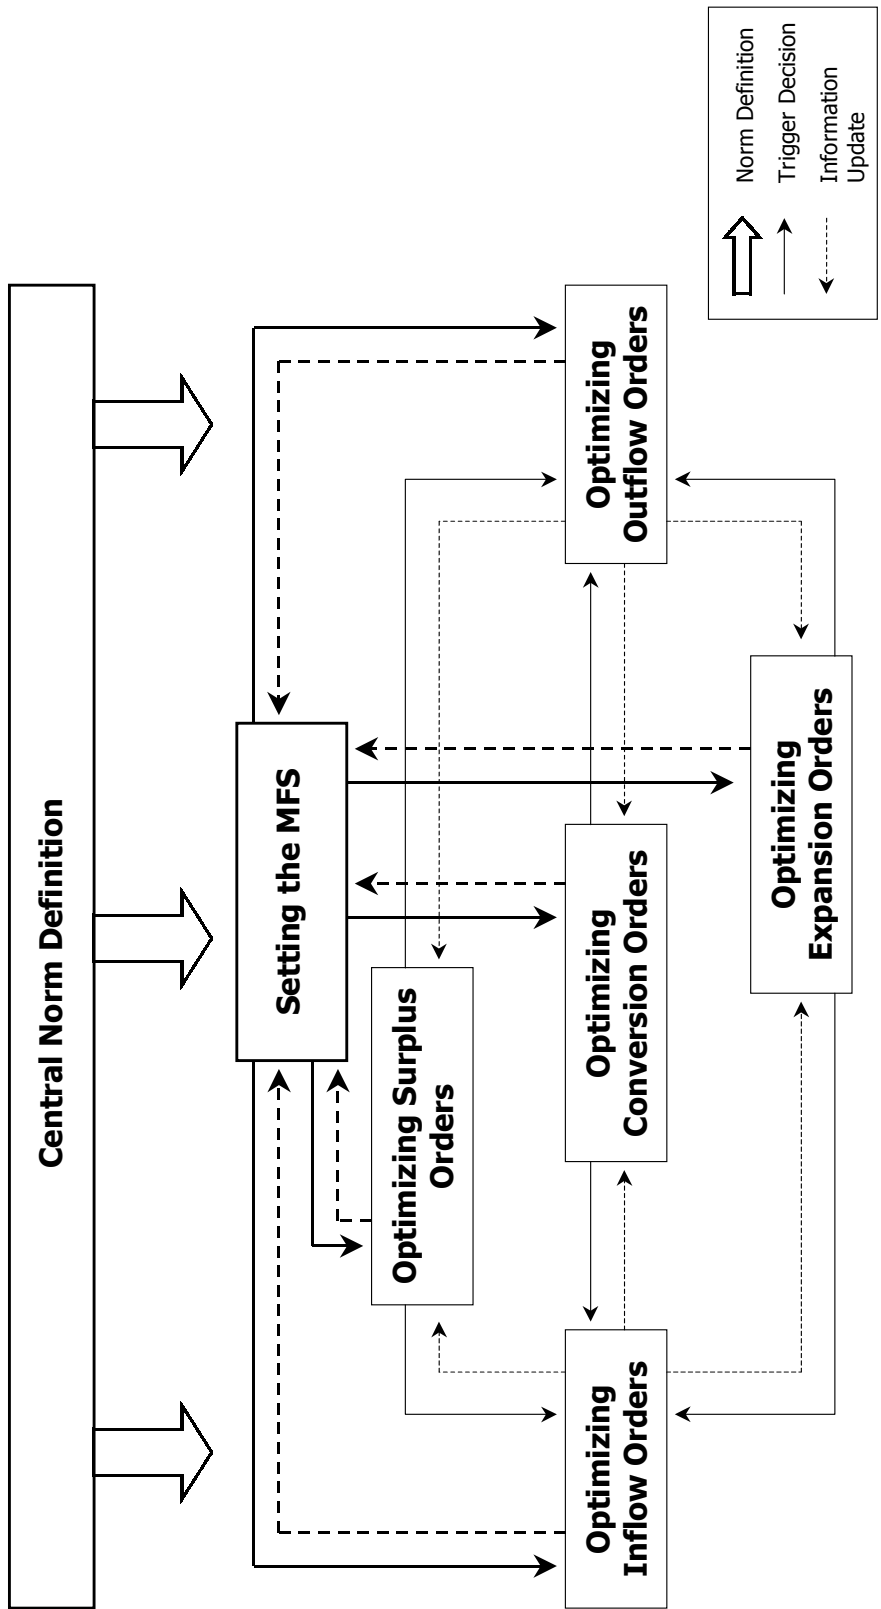 Central Norm Definition
Setting the MFS
Optimizing Surplus
Orders
Optimizing
Inflow Orders
Optimizing
Conversion Orders
Optimizing
Outflow Orders
Optimizing
Expansion Orders
Norm Definition
Trigger Decision
Information
Update